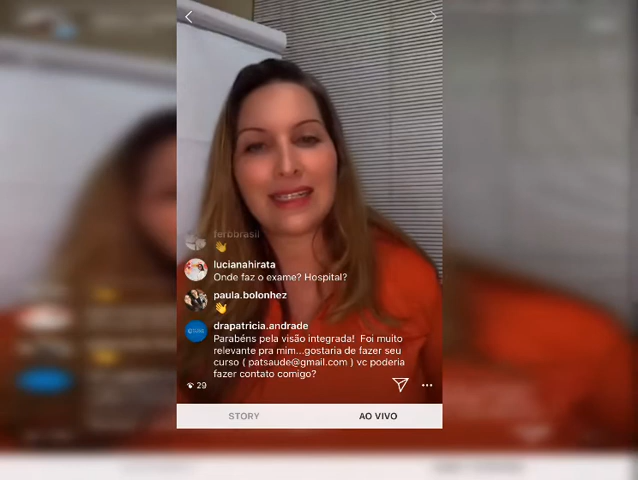 ferbbrasil
lucianahirata
Onde faz o exame? Hospital?
paula.bolonhez
drapatricia.andrade
Parabéns pela visão integrada! Foi muito
relevante pra mim...gostaria de fazer seu
curso ( patsaude@gmail.com ) vc poderia
fazer contato comigo?
29
STORY
AO VIVO